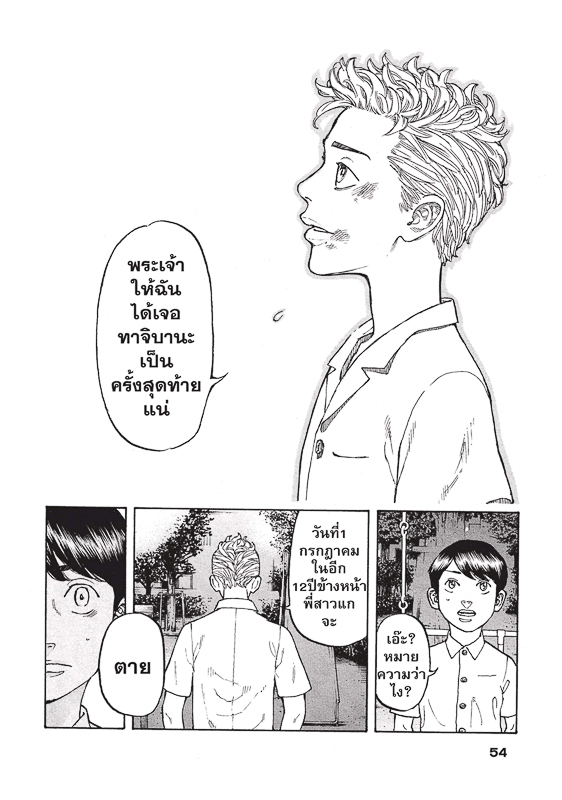 พระเจ้า
ให้ฉัน
ได้เจอ
ทาจิบานะ
เป็น
ครั้งสุดท้าย
แน่
เอ๊ะ?
หมาย
ความว่า
ไง?
วันที่1
กรกฎาคม
ในอีก
12ปีข้างหน้า
พี่สาวแก
จะ
ตาย
54